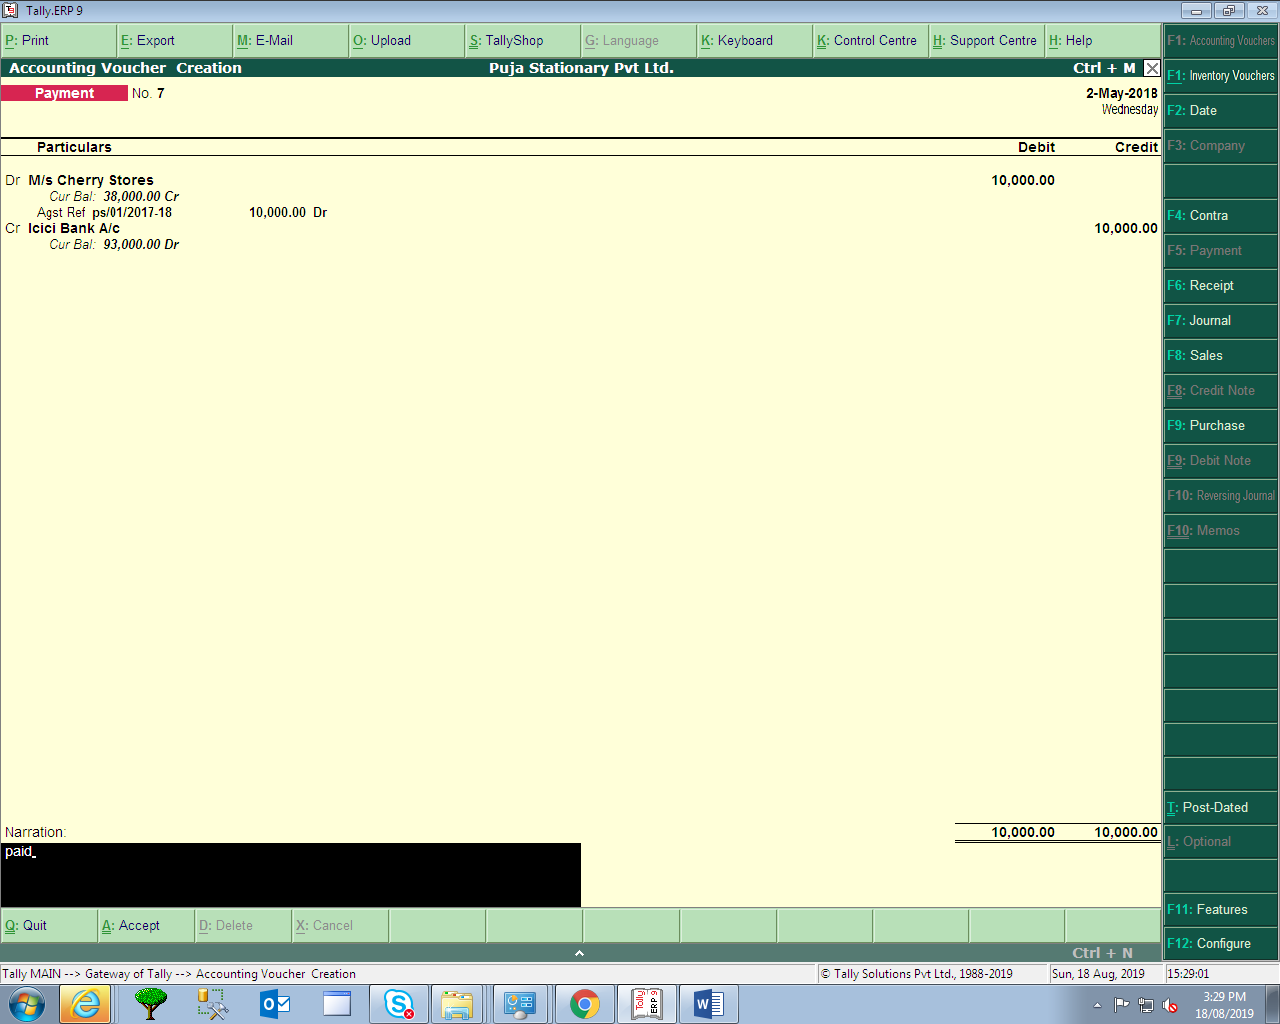 Tally.ERP 9
P: Print E: Export M: E-Mail O: Upload S: TallyShop G: Language K: Keyboard K: Control Centre H: Support Centre H: Help
Accounting Voucher Creation Puja Stationary Pvt Ltd. Ctrl + M
Payment No. 7 2-May-2018
Wednesday
Particulars Debit Credit
Dr M/s Cherry Stores 10,000.00
Cur Bal: 38,000.00 Cr
Agst Ref ps/01/2017-18 10,000.00 Dr
Cr Icici Bank A/c 10,000.00
Cur Bal: 93,000.00 Dr
Narration: 10,000.00 10,000.00
paid
F1: Accounting Vouchers
F1: Inventory Vouchers
F2: Date
F3: Company
F4: Contra
F5: Payment
F6: Receipt
F7: Journal
F8: Sales
F8: Credit Note
F9: Purchase
F9: Debit Note
F10: Reversing Journal
F10: Memos
T: Post-Dated
L: Optional
F11: Features
F12: Configure
Q: Quit A: Accept D: Delete X: Cancel
Ctrl + N
Tally MAIN --> Gateway of Tally --> Accounting Voucher Creation © Tally Solutions Pvt Ltd., 1988-2019 Sun, 18 Aug, 2019 15:29:01
Tally ERP 9
3:29 PM
18/08/2019